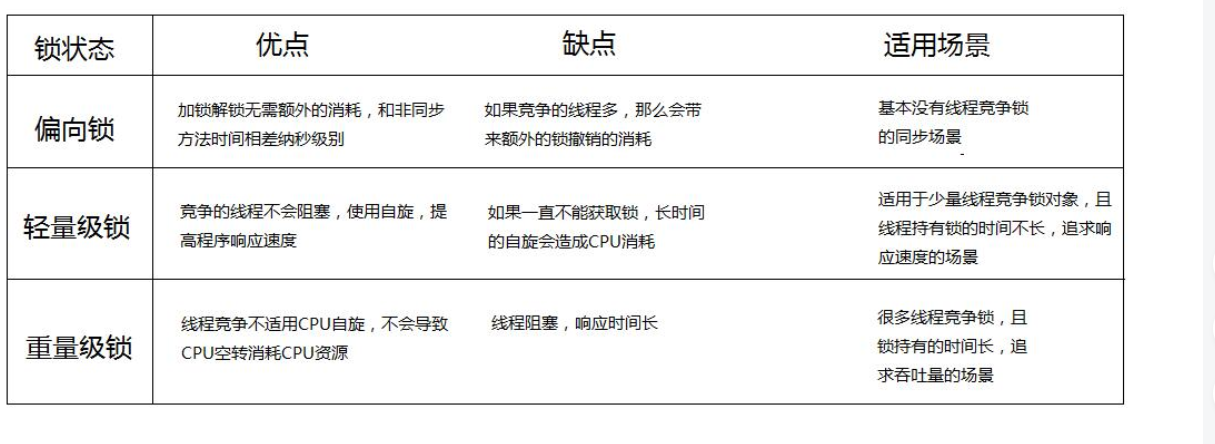 锁状态 优点 缺点 适用场景
偏向锁
加锁解锁无需额外的消耗，和非同步
方法时间相差纳秒级别
如果竞争的线程多，那么会带
来额外的锁撤销的消耗
基本没有线程竞争锁
的同步场景
轻量级锁
竞争的线程不会阻塞，使用自旋，提
高程序响应速度
如果一直不能获取锁，长时间
的自旋会造成CPU消耗
适用于少量线程竞争锁对象，且
线程持有锁的时间不长，追求响
应速度的场景
重量级锁
线程竞争不适用CPU自旋，不会导致
CPU空转消耗CPU资源
线程阻塞，响应时间长
很多线程竞争锁，且
锁持有的时间长，追
求吞吐量的场景